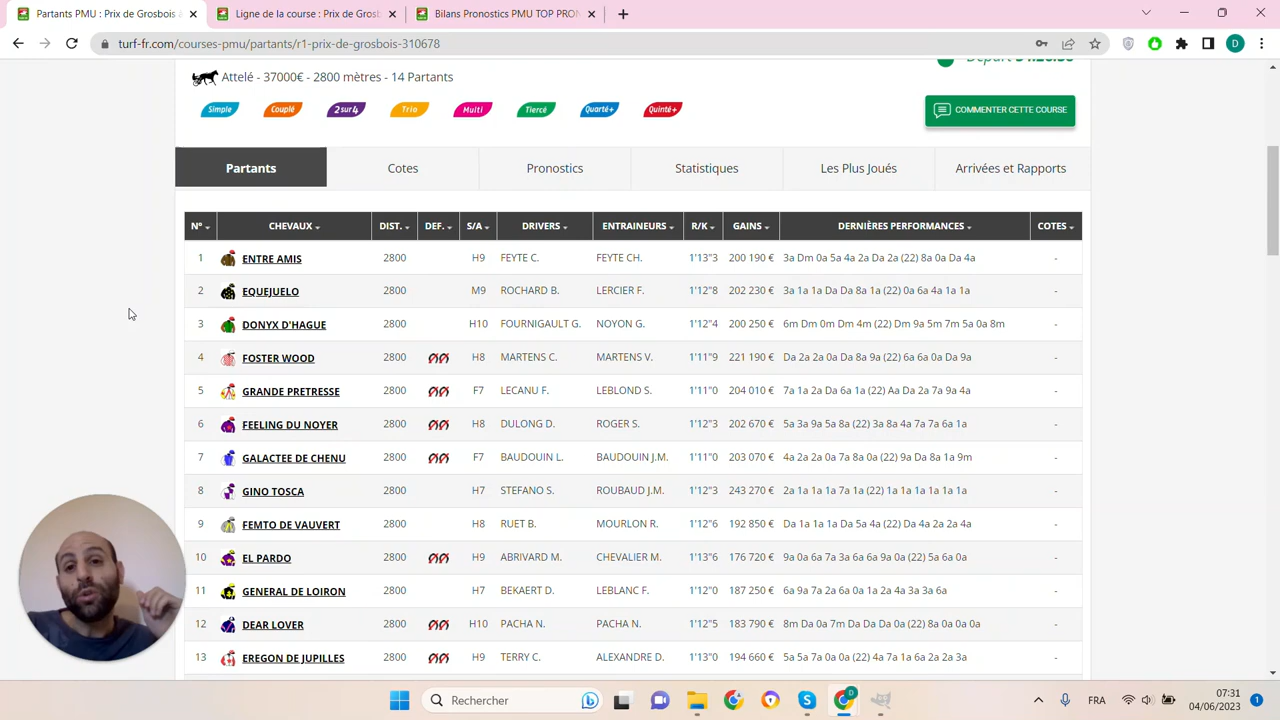 Partants PMU : Prix de Grosbois
Ligne de la course : Prix de Grosb
Bilans Pronostics PMU TOP PRON
turf-fr.com/courses-pmu/partants/r1-prix-de-grosbois-310678
Attelé - 37000€ - 2800 mètres - 14 Partants
Simple Couplé 2sur4 Trio Multi Tiercé Quarté+ Quinté+
COMMENTER CETTE COURSE
Partants Cotes Pronostics Statistiques Les Plus Joués Arrivées et Rapports
N° CHEVAUX DIST. DEF. S/A DRIVERS ENTRAINEURS R/K GAINS DERNIÈRES PERFORMANCES COTES
1 ENTRE AMIS 2800 H9 FEYTE C. FEYTE CH. 1'13"3 200 190 € 3a Dm 0a 5a 4a 2a Da 2a (22) 8a 0a Da 4a -
2 EQUEJUELO 2800 M9 ROCHARD B. LERCIER F. 1'12"8 202 230 € 3a 1a 1a Da Da 8a 1a (22) 0a 6a 4a 1a 1a -
3 DONYX D'HAGUE 2800 H10 FOURNIGAULT G. NOYON G. 1'12"4 200 250 € 6m Dm 0m Dm 4m (22) Dm 9a 5m 7m 5a 0a 8m -
4 FOSTER WOOD 2800 H8 MARTENS C. MARTENS V. 1'11"9 221 190 € Da 2a 2a 0a Da 8a 9a (22) 6a 6a 0a Da 9a -
5 GRANDE PRETRESSE 2800 F7 LECANU F. LEBLOND S. 1'11"0 204 010 € 7a 1a 2a Da 6a 1a (22) Aa Da 2a 7a 9a 4a -
6 FEELING DU NOYER 2800 H8 DULONG D. ROGER S. 1'12"3 202 670 € 5a 3a 9a 5a 8a (22) 3a 8a 4a 7a 7a 6a 1a -
7 GALACTEE DE CHENU 2800 F7 BAUDOUIN L. BAUDOUIN J.M. 1'11"0 203 070 € 4a 2a 2a 0a 7a 8a 0a (22) 9a Da 8a 1a 9m -
8 GINO TOSCA 2800 H7 STEFANO S. ROUBAUD J.M. 1'12"3 243 270 € 2a 1a 1a 1a 7a 1a (22) 1a 1a 1a 1a 1a 1a -
9 FEMTO DE VAUVERT 2800 H8 RUET B. MOURLON R. 1'12"6 192 850 € Da 1a 1a 1a Da 5a 4a (22) Da 4a 2a 2a 4a -
10 EL PARDO 2800 H9 ABRIVARD M. CHEVALIER M. 1'13"6 176 720 € 9a 0a 6a 7a 3a 6a 6a 9a 0a (22) 5a 6a 0a -
11 GENERAL DE LOIRON 2800 H7 BEKAERT D. LEBLANC F. 1'12"0 187 250 € 6a 9a 7a 2a 6a 0a 1a 2a 4a 3a 3a 6a -
12 DEAR LOVER 2800 H10 PACHA N. PACHA N. 1'12"5 183 790 € 8m Da 0a 7m Da Da Da 0a (22) 8a 0a 0a 0a -
13 EREGON DE JUPILLES 2800 H9 TERRY C. ALEXANDRE D. 1'13"0 194 660 € 5a 5a 7a 0a 0a (22) 4a 7a 1a 6a 2a 2a 3a -
Rechercher
FRA
07:31
04/06/2023
1